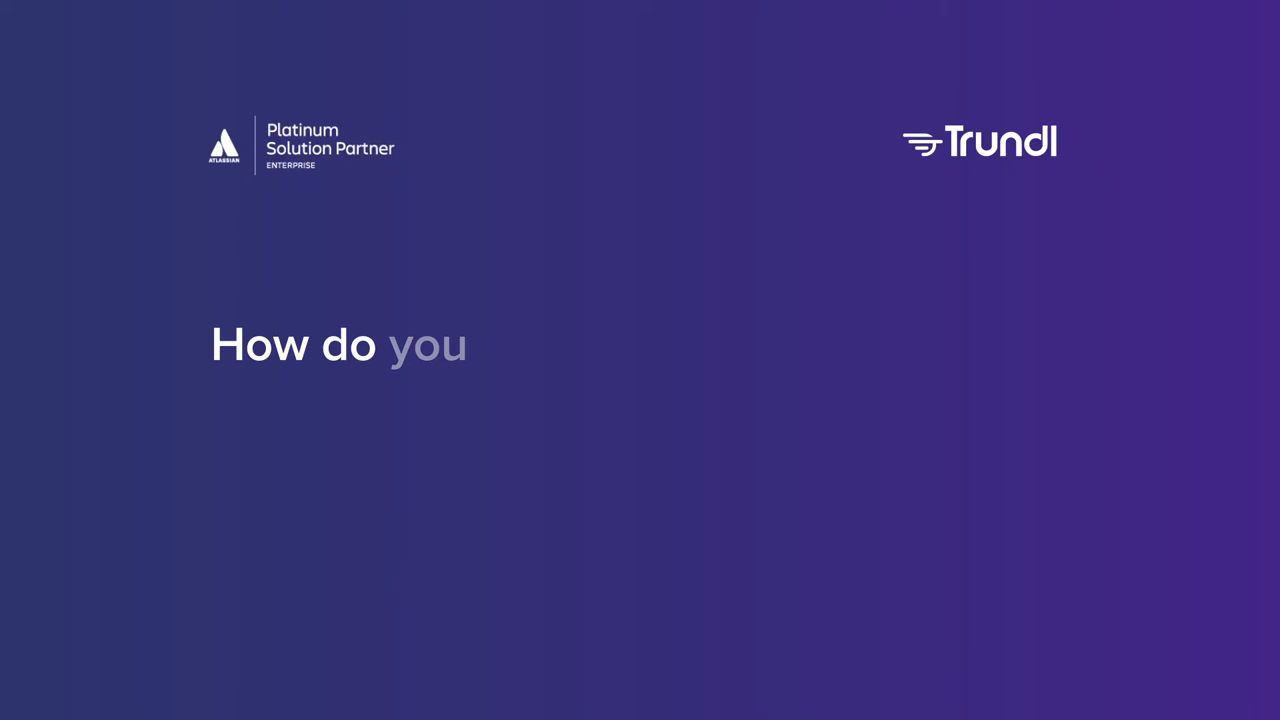 Platinum
Solution Partner
ATLASSIAN
ENTERPRISE
Trundl
How do you